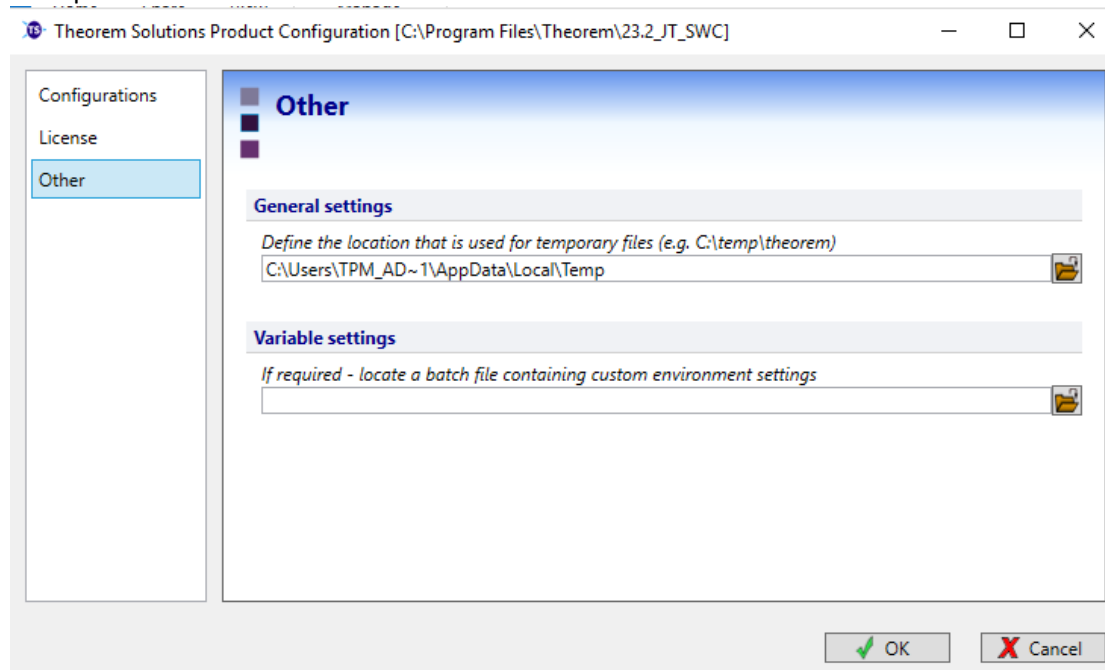 TS Theorem Solutions Product Configuration [C:\Program Files\Theorem\23.2_JT_SWC]
Configurations
License
Other
Other
General settings
Define the location that is used for temporary files (e.g. C:\temp\theorem)
C:\Users\TPM_AD~1\AppData\Local\Temp
Variable settings
If required - locate a batch file containing custom environment settings
OK
Cancel